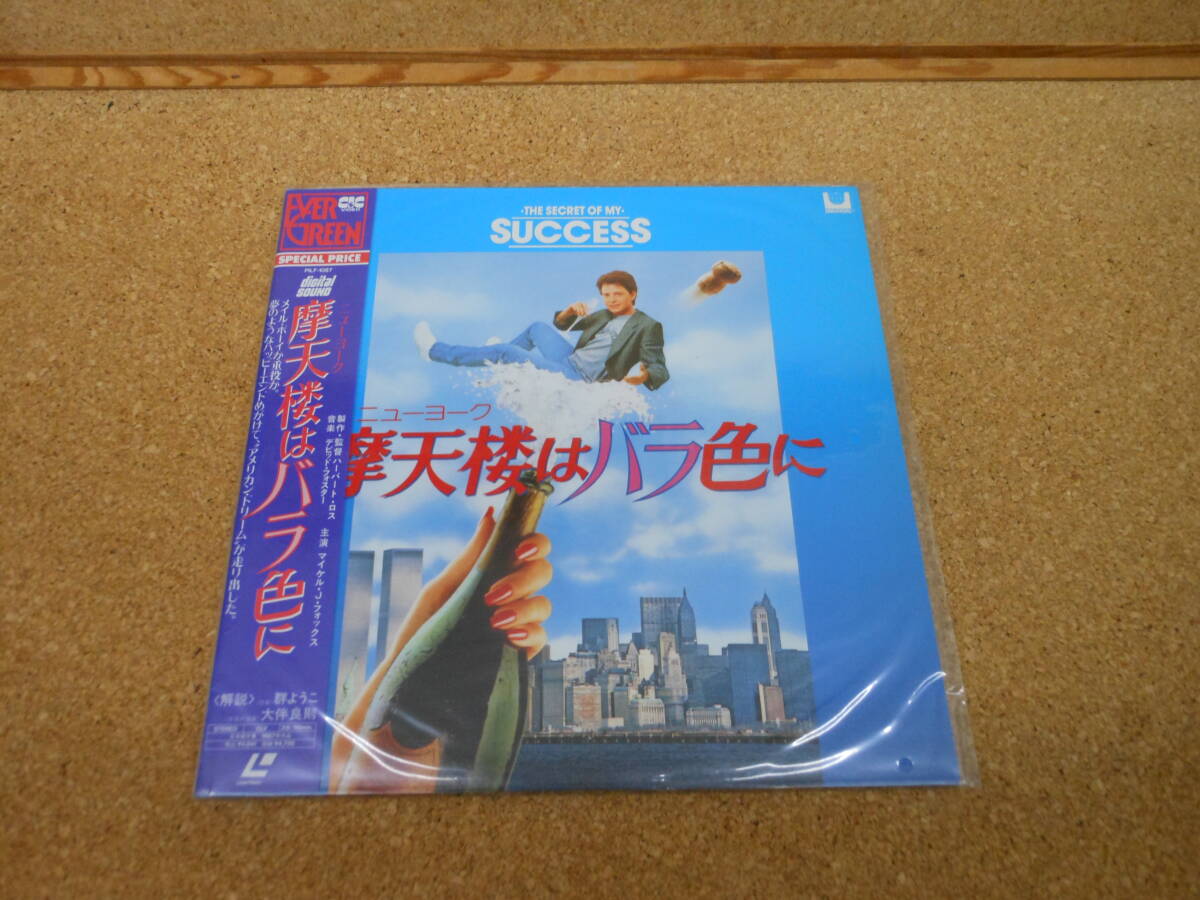 EVER GREEN
CIC
VIDEO
SPECIAL PRICE
digital
SOUND
ニューヨーク
摩天楼はバラ色に
メイル・ボーイか重役か。
夢のようなハッピーエンドめがけて、アメリカン・ドリームが走り出した。
製作・監督 ハーバート・ロス
音楽 デビッド・フォスター
主演 マイケル・J・フォックス
〈解説〉
群ようこ
大伴良則
STEREO
·THE SECRET OF MY·
SUCCESS
ニューヨーク
摩天楼はバラ色に